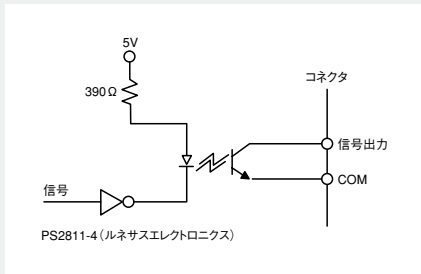 5V
390Ω
コネクタ
信号出力
COM
信号
PS2811-4（ルネサスエレクトロニクス）